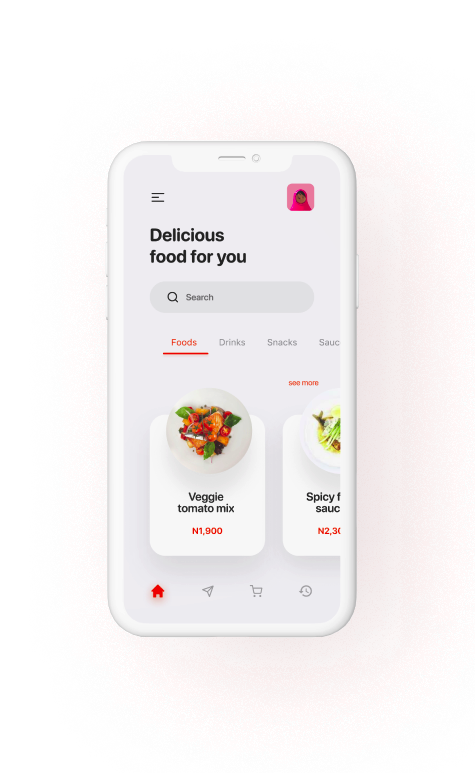 Delicious
food for you
Search
Foods Drinks Snacks Sauc
see more
Veggie
tomato mix
N1,900
Spicy f
sauc
N2,30